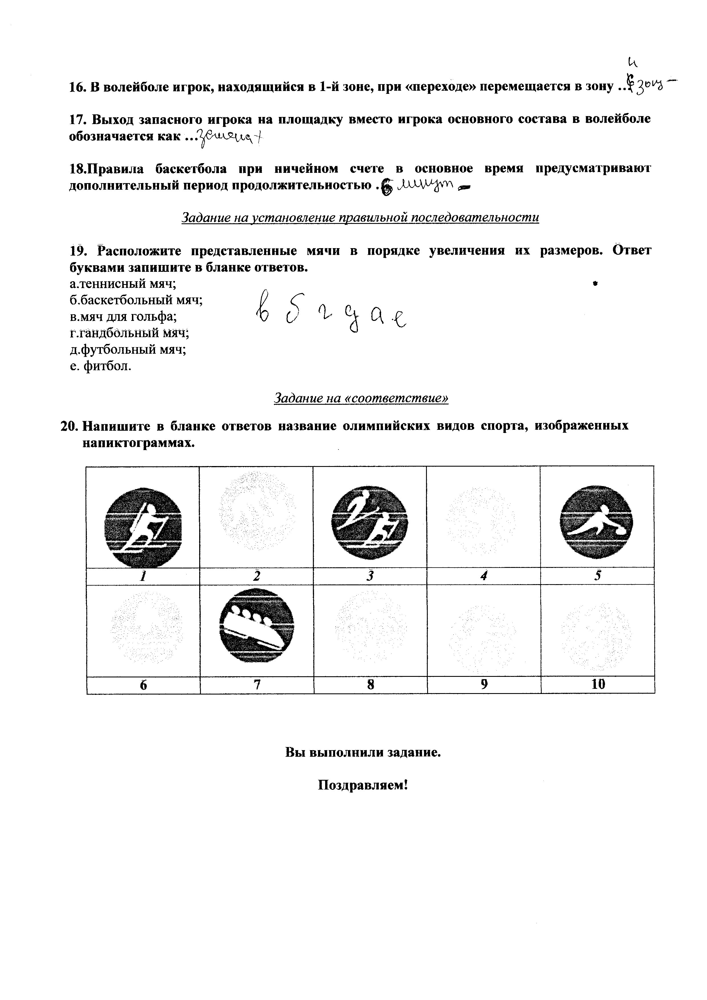 и
16. В волейболе игрок, находящийся в 1-й зоне, при «переходе» перемещается в зону .. зону –
17. Выход запасного игрока на площадку вместо игрока основного состава в волейболе
обозначается как ...замена +
18.Правила баскетбола при ничейном счете в основное время предусматривают
дополнительный период продолжительностью . минут –
Задание на установление правильной последовательности
19. Расположите представленные мячи в порядке увеличения их размеров. Ответ
буквами запишите в бланке ответов.
а.теннисный мяч;
б.баскетбольный мяч;
в.мяч для гольфа;
г.гандбольный мяч;
д.футбольный мяч;
е. фитбол.
в б г д а е
Задание на «соответствие»
20. Напишите в бланке ответов название олимпийских видов спорта, изображенных
напиктограммах.
1 2 3 4 5
6 7 8 9 10
Вы выполнили задание.
Поздравляем!